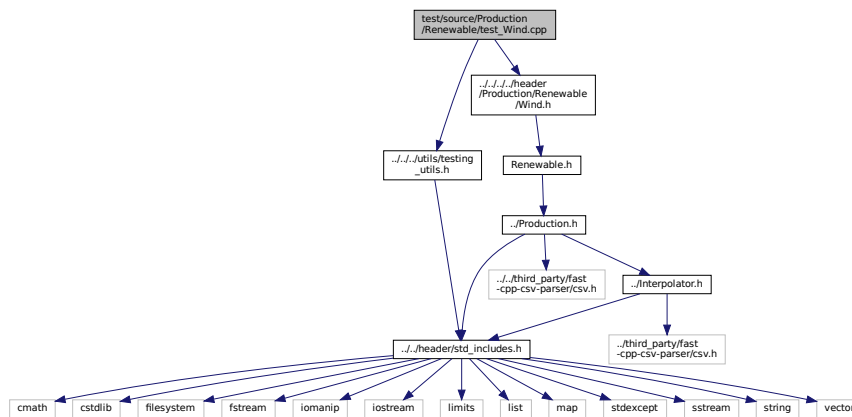 test/source/Production
/Renewable/test_Wind.cpp
../../../../header
/Production/Renewable
/Wind.h
../../../utils/testing
_utils.h
Renewable.h
../Production.h
../../third_party/fast
-cpp-csv-parser/csv.h
../Interpolator.h
../third_party/fast
-cpp-csv-parser/csv.h
../../header/std_includes.h
cmath
cstdlib
filesystem
fstream
iomanip
iostream
limits
list
map
stdexcept
sstream
string
vecto